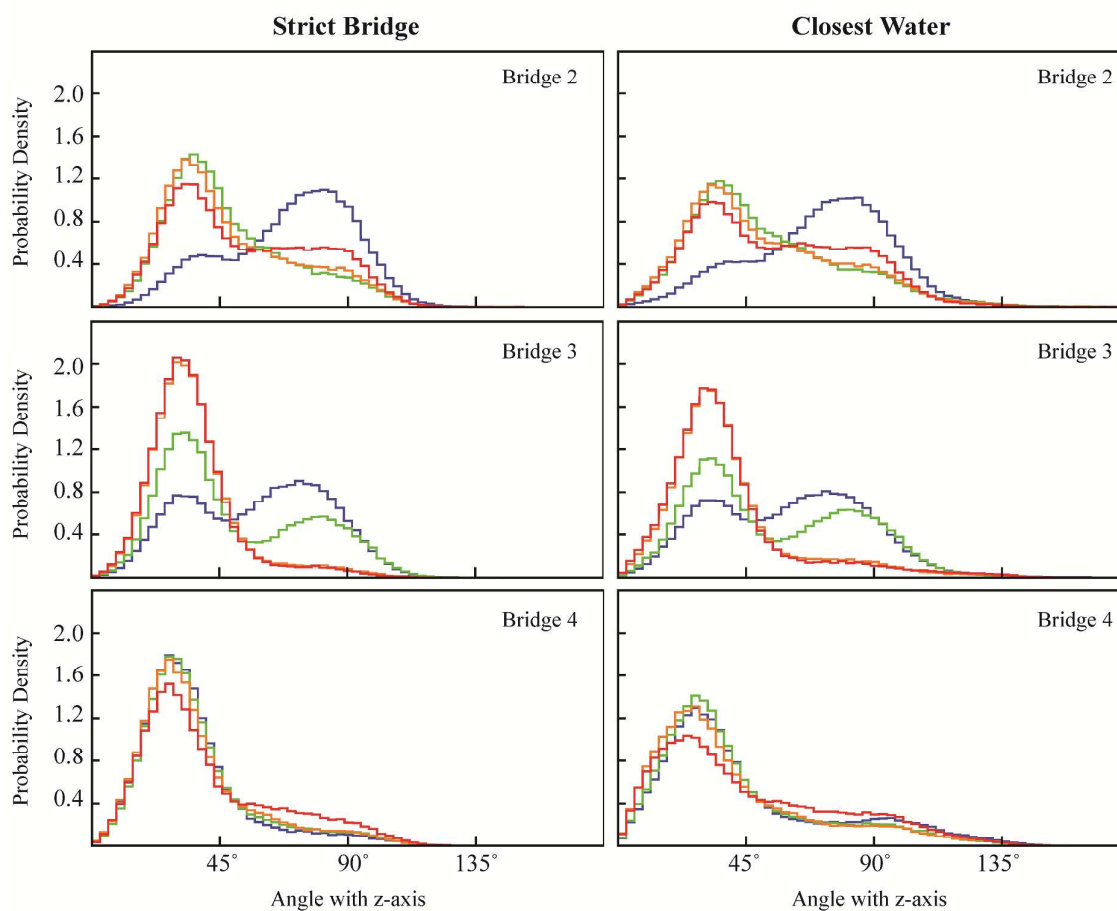 Strict Bridge
Closest Water
Bridge 2
Bridge 2
Probability Density
2.0
1.6
1.2
0.8
0.4
Bridge 3
Bridge 3
Probability Density
2.0
1.6
1.2
0.8
0.4
Bridge 4
Bridge 4
Probability Density
2.0
1.6
1.2
0.8
0.4
45° 90° 135°
45° 90° 135°
Angle with z-axis
Angle with z-axis